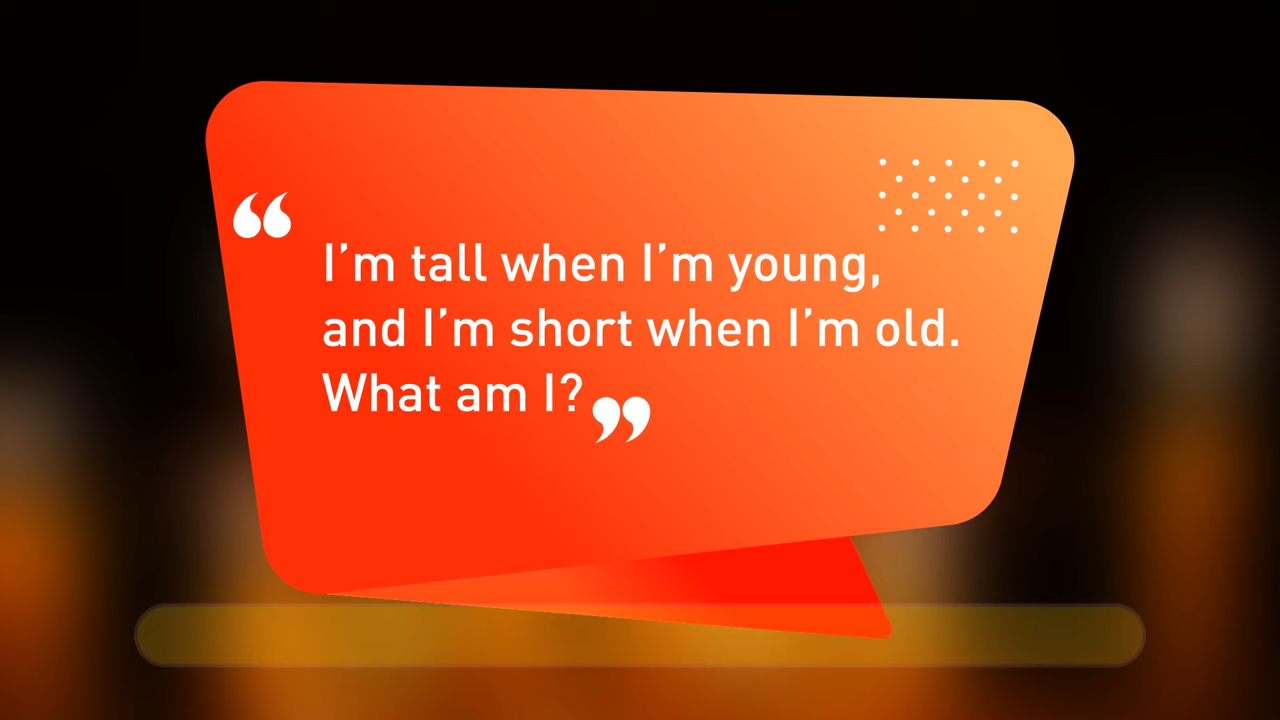 “I’m tall when I’m young,
and I’m short when I’m old.
What am I?”